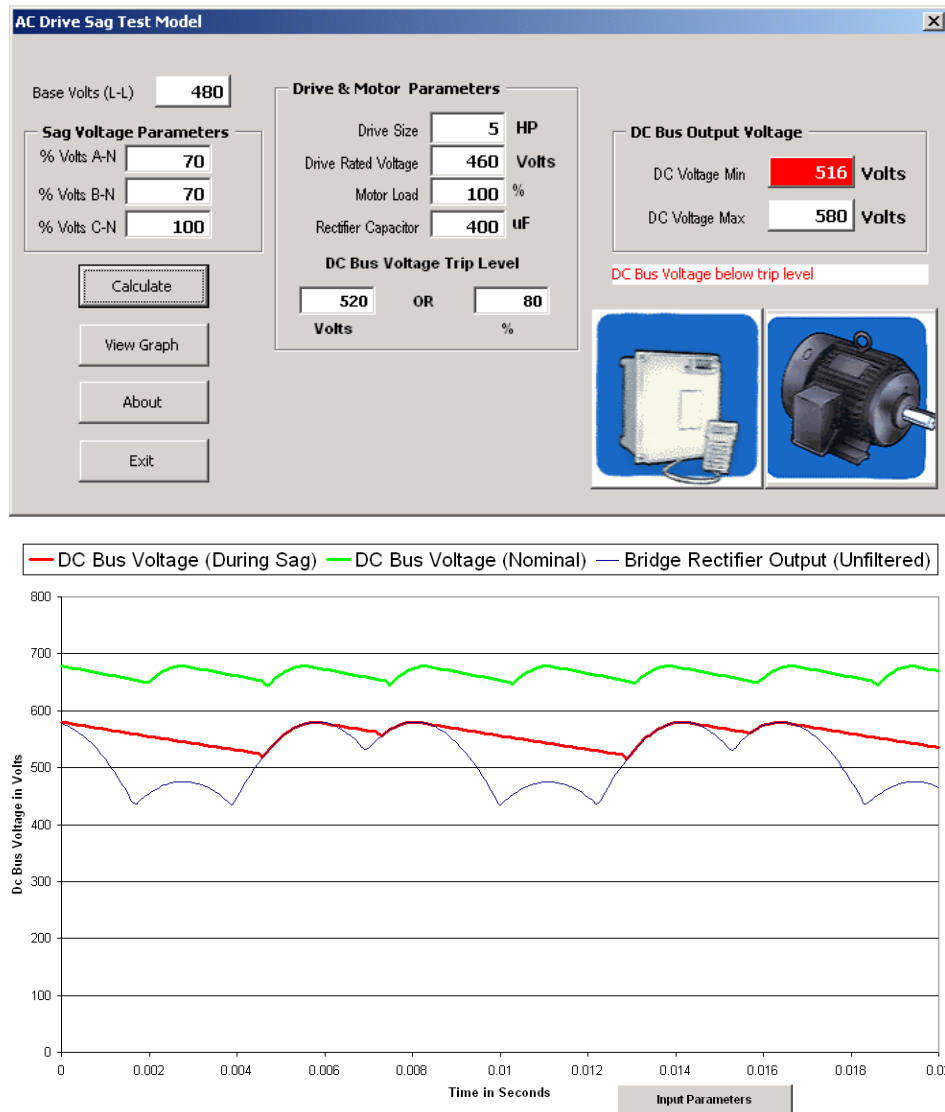 AC Drive Sag Test Model
Base Volts (L-L) 480
Sag Voltage Parameters
% Volts A-N 70
% Volts B-N 70
% Volts C-N 100
Calculate
View Graph
About
Exit
Drive & Motor Parameters
Drive Size 5 HP
Drive Rated Voltage 460 Volts
Motor Load 100 %
Rectifier Capacitor 400 uF
DC Bus Voltage Trip Level
520 OR 80
Volts %
DC Bus Output Voltage
DC Voltage Min 516 Volts
DC Voltage Max 580 Volts
DC Bus Voltage below trip level
DC Bus Voltage (During Sag) DC Bus Voltage (Nominal) Bridge Rectifier Output (Unfiltered)
800
700
600
500
400
300
200
100
0
Dc Bus Voltage in Volts
0 0.002 0.004 0.006 0.008 0.01 0.012 0.014 0.016 0.018
Time in Seconds
Input Parameters